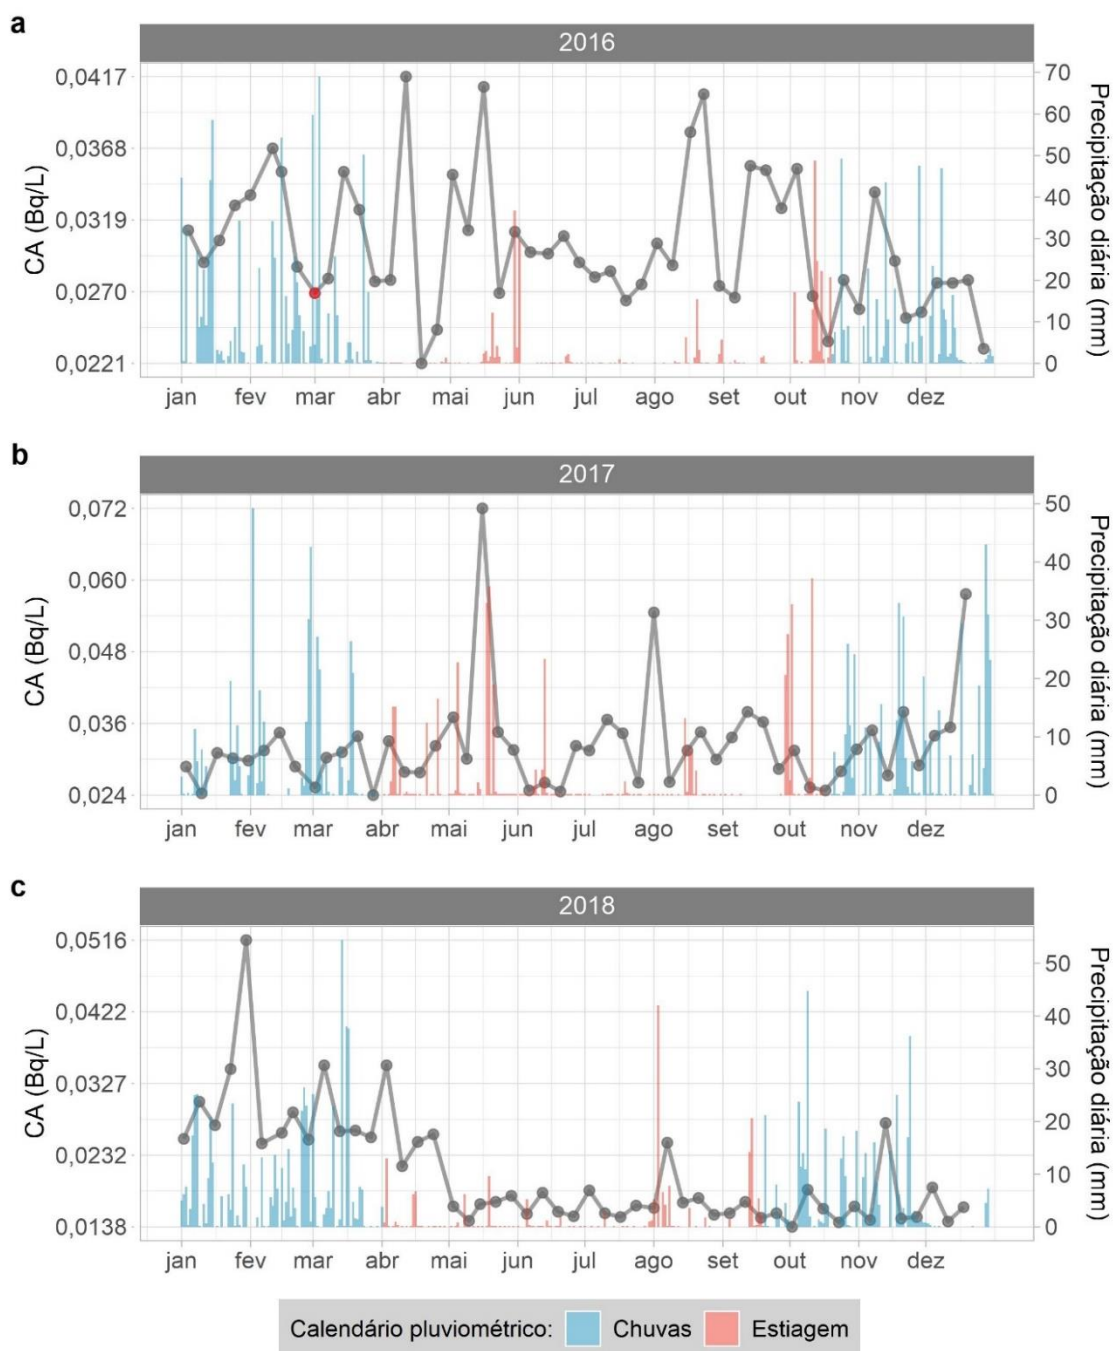 a
2016
0,0417
0,0368
0,0319
0,0270
0,0221
CA (Bq/L)
70
60
50
40
30
20
10
0
Precipitação diária (mm)
jan fev mar abr mai jun jul ago set out nov dez
b
2017
0,072
0,060
0,048
0,036
0,024
CA (Bq/L)
50
40
30
20
10
0
Precipitação diária (mm)
jan fev mar abr mai jun jul ago set out nov dez
c
2018
0,0516
0,0422
0,0327
0,0232
0,0138
CA (Bq/L)
50
40
30
20
10
0
Precipitação diária (mm)
jan fev mar abr mai jun jul ago set out nov dez
Calendário pluviométrico: Chuvas Estiagem